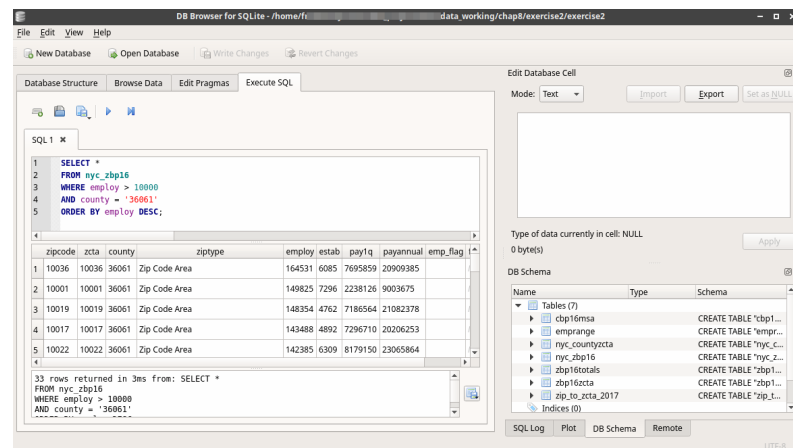 DB Browser for SQLite - /home/ data_working/chap8/exercise2/exercise2
File Edit View Help
New Database Open Database Write Changes Revert Changes
Database Structure Browse Data Edit Pragmas Execute SQL
SQL 1
1 SELECT *
2 FROM nyc_zbp16
3 WHERE employ > 10000
4 AND county = '36061'
5 ORDER BY employ DESC;
zipcode zcta county ziptype employ estab pay1q payannual emp_flag
1 10036 10036 36061 Zip Code Area 164531 6085 7695859 20909385
2 10001 10001 36061 Zip Code Area 149825 7296 2238126 9003675
3 10019 10019 36061 Zip Code Area 148354 4762 7186564 21082378
4 10017 10017 36061 Zip Code Area 143488 4892 7296710 20206253
5 10022 10022 36061 Zip Code Area 142385 6309 8179150 23065864
33 rows returned in 3ms from: SELECT *
FROM nyc_zbp16
WHERE employ > 10000
AND county = '36061'
Edit Database Cell
Mode: Text Import Export Set as NULL
Type of data currently in cell: NULL
0 byte(s)
Apply
DB Schema
Name Type Schema
Tables (7)
cbp16msa CREATE TABLE "cbp1...
emprange CREATE TABLE "empr...
nyc_countyzcta CREATE TABLE "nyc_c...
nyc_zbp16 CREATE TABLE "nyc_z...
zbp16totals CREATE TABLE "zbp1...
zbp16zcta CREATE TABLE "zbp1...
zip_to_zcta_2017 CREATE TABLE "zip_t...
Indices (0)
SQL Log Plot DB Schema Remote
UTF-8